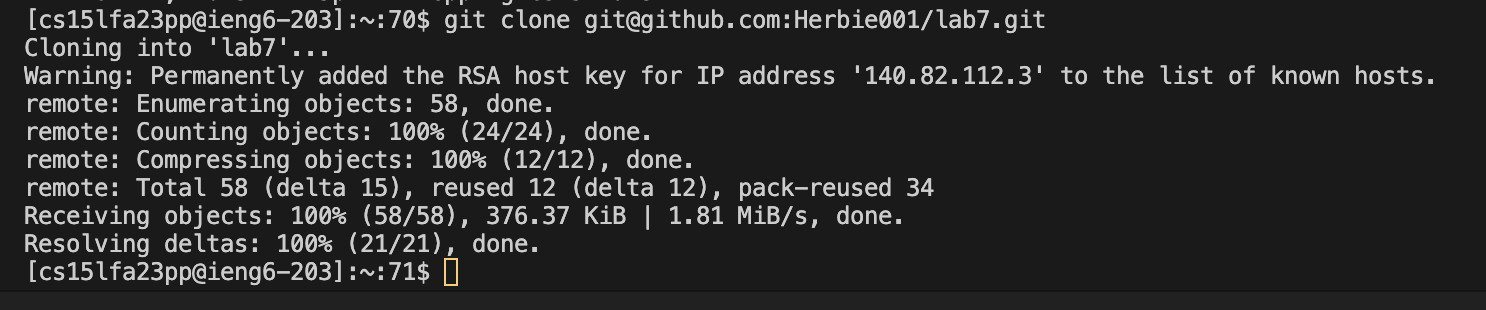 [cs15lfa23pp@ieng6-203]:~:70$ git clone git@github.com:Herbie001/lab7.git
Cloning into 'lab7'...
Warning: Permanently added the RSA host key for IP address '140.82.112.3' to the list of known hosts.
remote: Enumerating objects: 58, done.
remote: Counting objects: 100% (24/24), done.
remote: Compressing objects: 100% (12/12), done.
remote: Total 58 (delta 15), reused 12 (delta 12), pack-reused 34
Receiving objects: 100% (58/58), 376.37 KiB | 1.81 MiB/s, done.
Resolving deltas: 100% (21/21), done.
[cs15lfa23pp@ieng6-203]:~:71$